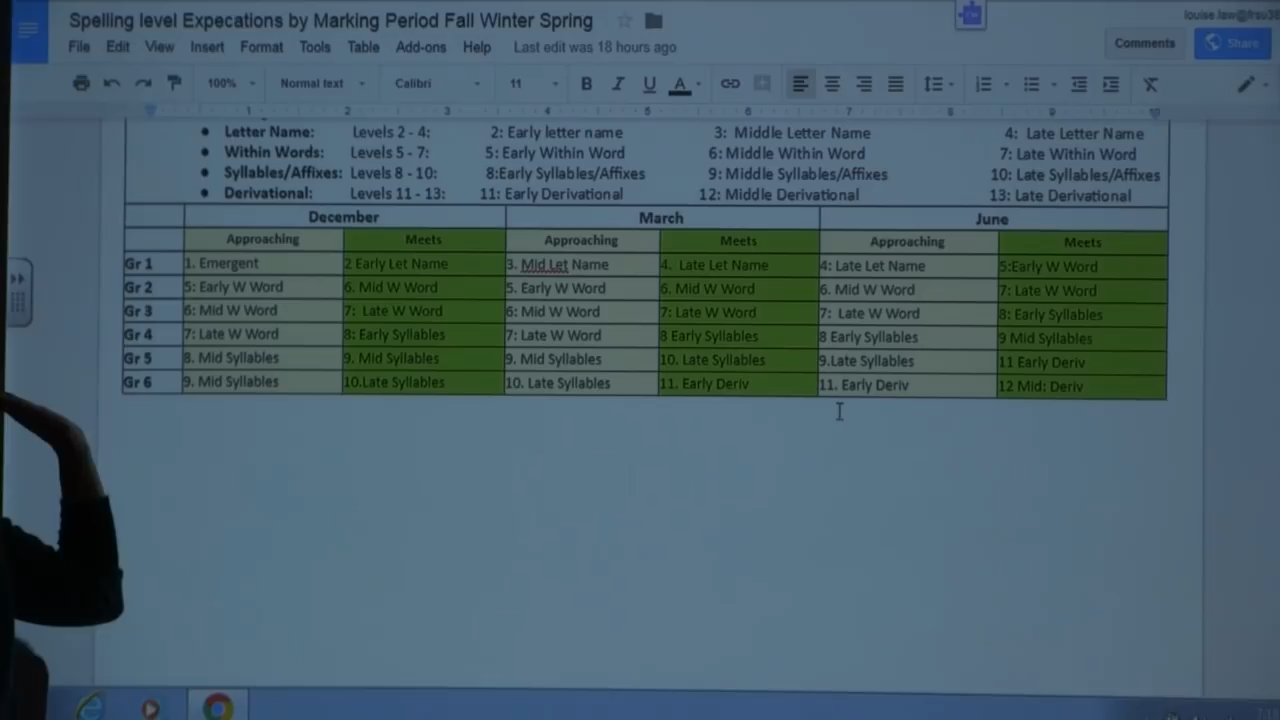 Spelling level Expecations by Marking Period Fall Winter Spring
louise.law@frsu38
File Edit View Insert Format Tools Table Add-ons Help Last edit was 18 hours ago
Comments Share
100% Normal text Calibri 11 B I U A
1 2 3 4 5 6 7 8 9 10
Letter Name: Levels 2 - 4: 2: Early letter name 3: Middle Letter Name 4: Late Letter Name
Within Words: Levels 5 - 7: 5: Early Within Word 6: Middle Within Word 7: Late Within Word
Syllables/Affixes: Levels 8 - 10: 8:Early Syllables/Affixes 9: Middle Syllables/Affixes 10: Late Syllables/Affixes
Derivational: Levels 11 - 13: 11: Early Derivational 12: Middle Derivational 13: Late Derivational
December March June
Approaching Meets Approaching Meets Approaching Meets
Gr 1 1. Emergent 2 Early Let Name 3. Mid Let Name 4. Late Let Name 4: Late Let Name 5:Early W Word
Gr 2 5: Early W Word 6. Mid W Word 5. Early W Word 6. Mid W Word 6. Mid W Word 7: Late W Word
Gr 3 6: Mid W Word 7: Late W Word 6: Mid W Word 7: Late W Word 7: Late W Word 8: Early Syllables
Gr 4 7: Late W Word 8: Early Syllables 7: Late W Word 8 Early Syllables 8 Early Syllables 9 Mid Syllables
Gr 5 8. Mid Syllables 9. Mid Syllables 9. Mid Syllables 10. Late Syllables 9.Late Syllables 11 Early Deriv
Gr 6 9. Mid Syllables 10.Late Syllables 10. Late Syllables 11. Early Deriv 11. Early Deriv 12 Mid: Deriv